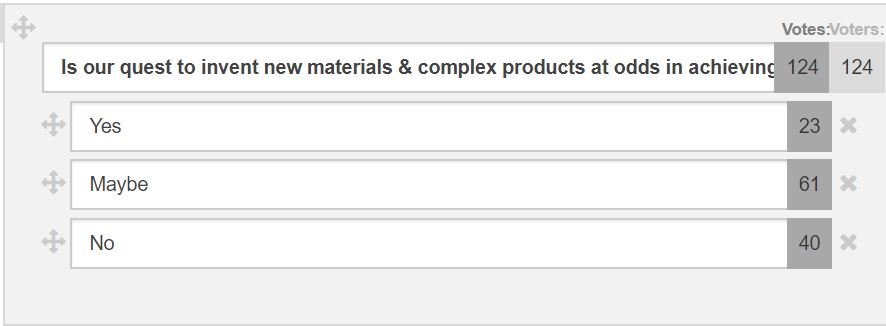 Votes: Voters:
Is our quest to invent new materials & complex products at odds in achieving 124 124
Yes 23
Maybe 61
No 40